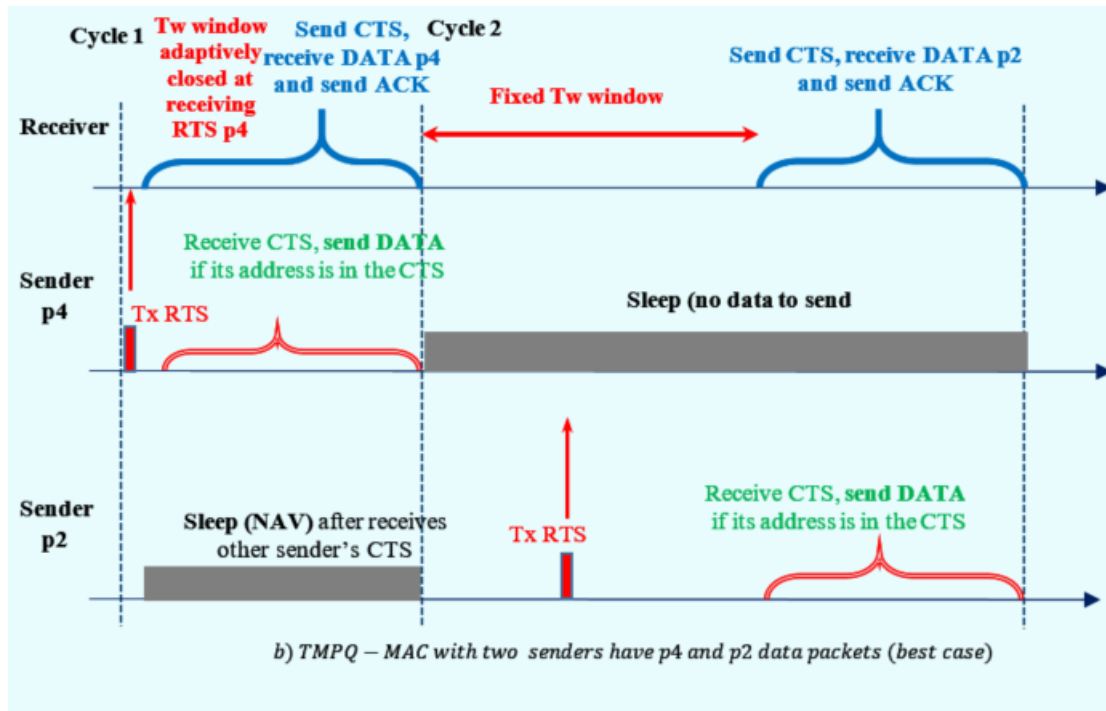 Cycle 1
Tw window
adaptively
closed at
receiving
RTS p4
Send CTS,
receive DATA p4
and send ACK
Cycle 2
Fixed Tw window
Send CTS, receive DATA p2
and send ACK
Receiver
Receive CTS, send DATA
if its address is in the CTS
Sender
p4
Tx RTS
Sleep (no data to send
Sender
p2
Sleep (NAV) after receives
other sender's CTS
Tx RTS
Receive CTS, send DATA
if its address is in the CTS
b) TMPQ − MAC with two senders have p4 and p2 data packets (best case)